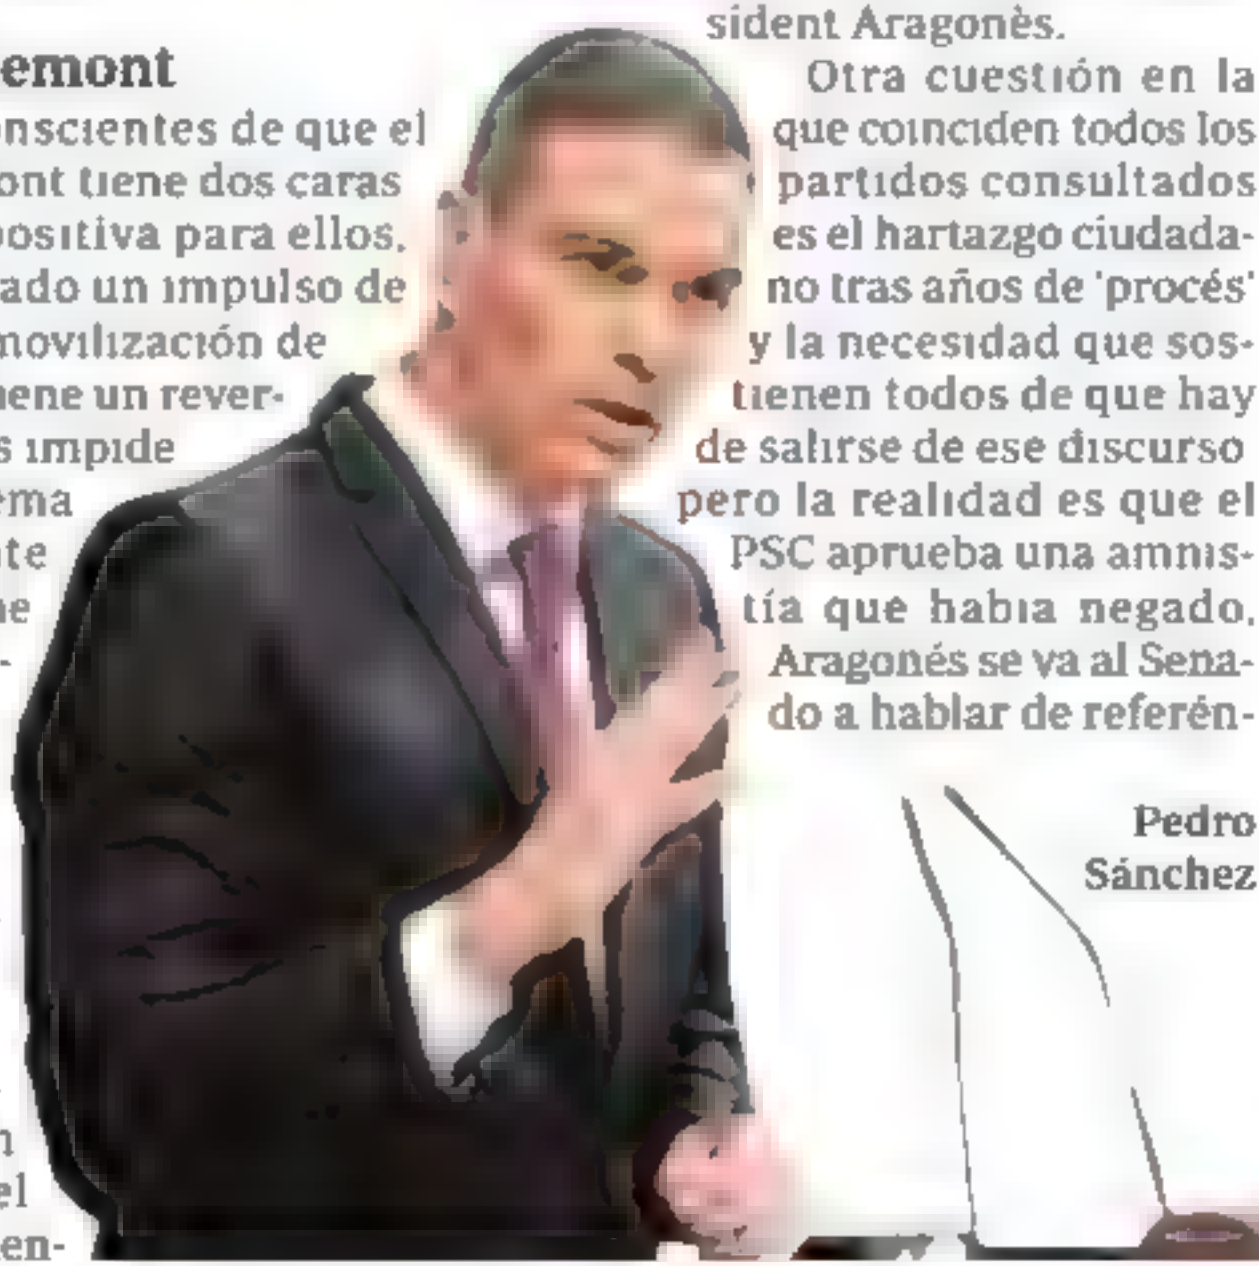 emont
nscientes de que el
ont tiene dos caras
positiva para ellos,
ado un impulso de
movilización de
iene un rever-
s impide
ema
te
ne
-
n
el
en-
sident Aragonès.
Otra cuestión en la
que coinciden todos los
partidos consultados
es el hartazgo ciudada-
no tras años de 'procés'
y la necesidad que sos-
tienen todos de que hay
de salirse de ese discurso
pero la realidad es que el
PSC aprueba una amnis-
tía que había negado,
Aragonés se va al Sena-
do a hablar de referén-
Pedro
Sánchez